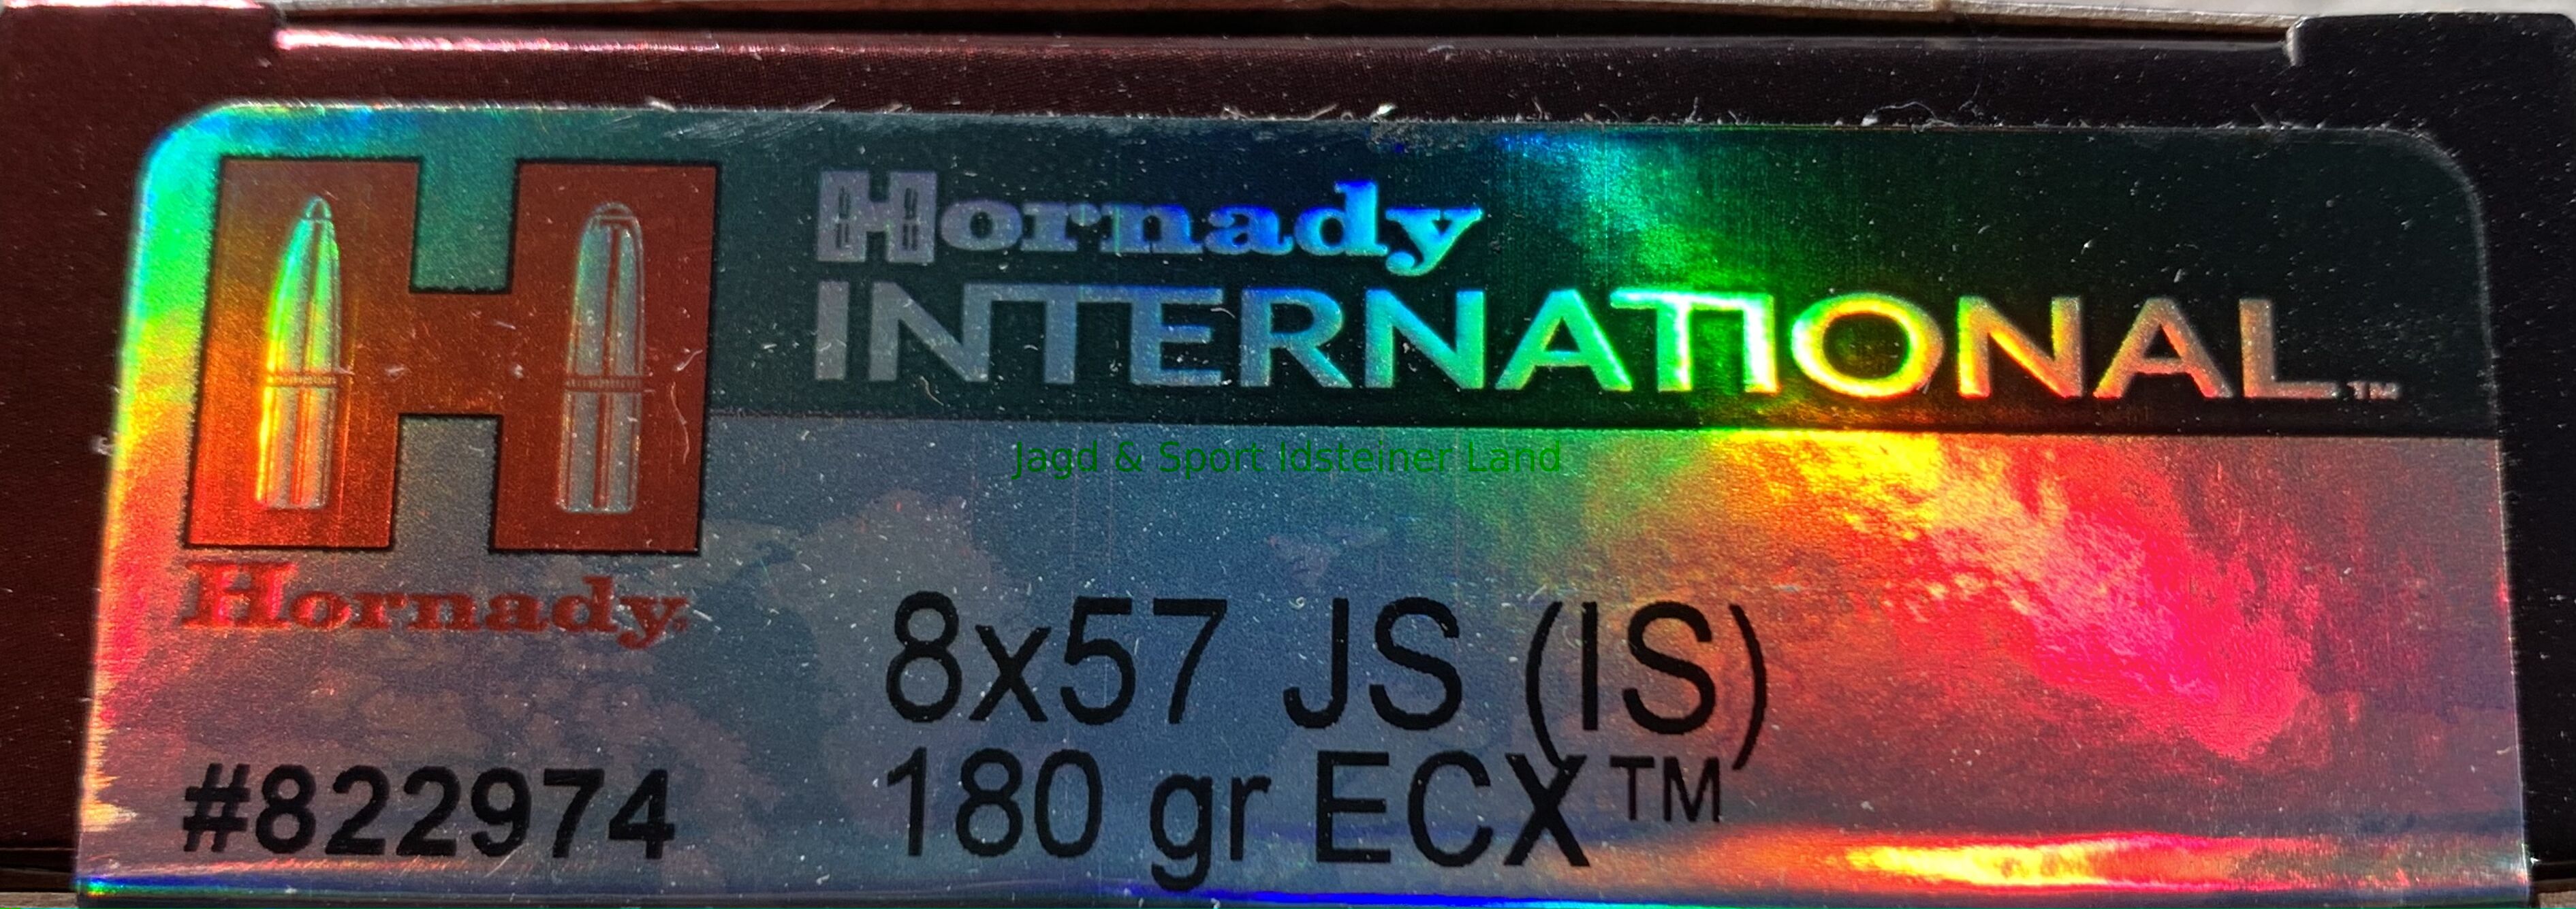 Hornady
INTERNATIONAL™
Jagd & Sport Idsteiner Land
Hornady
8x57 JS (IS)
#822974
180 gr ECX™